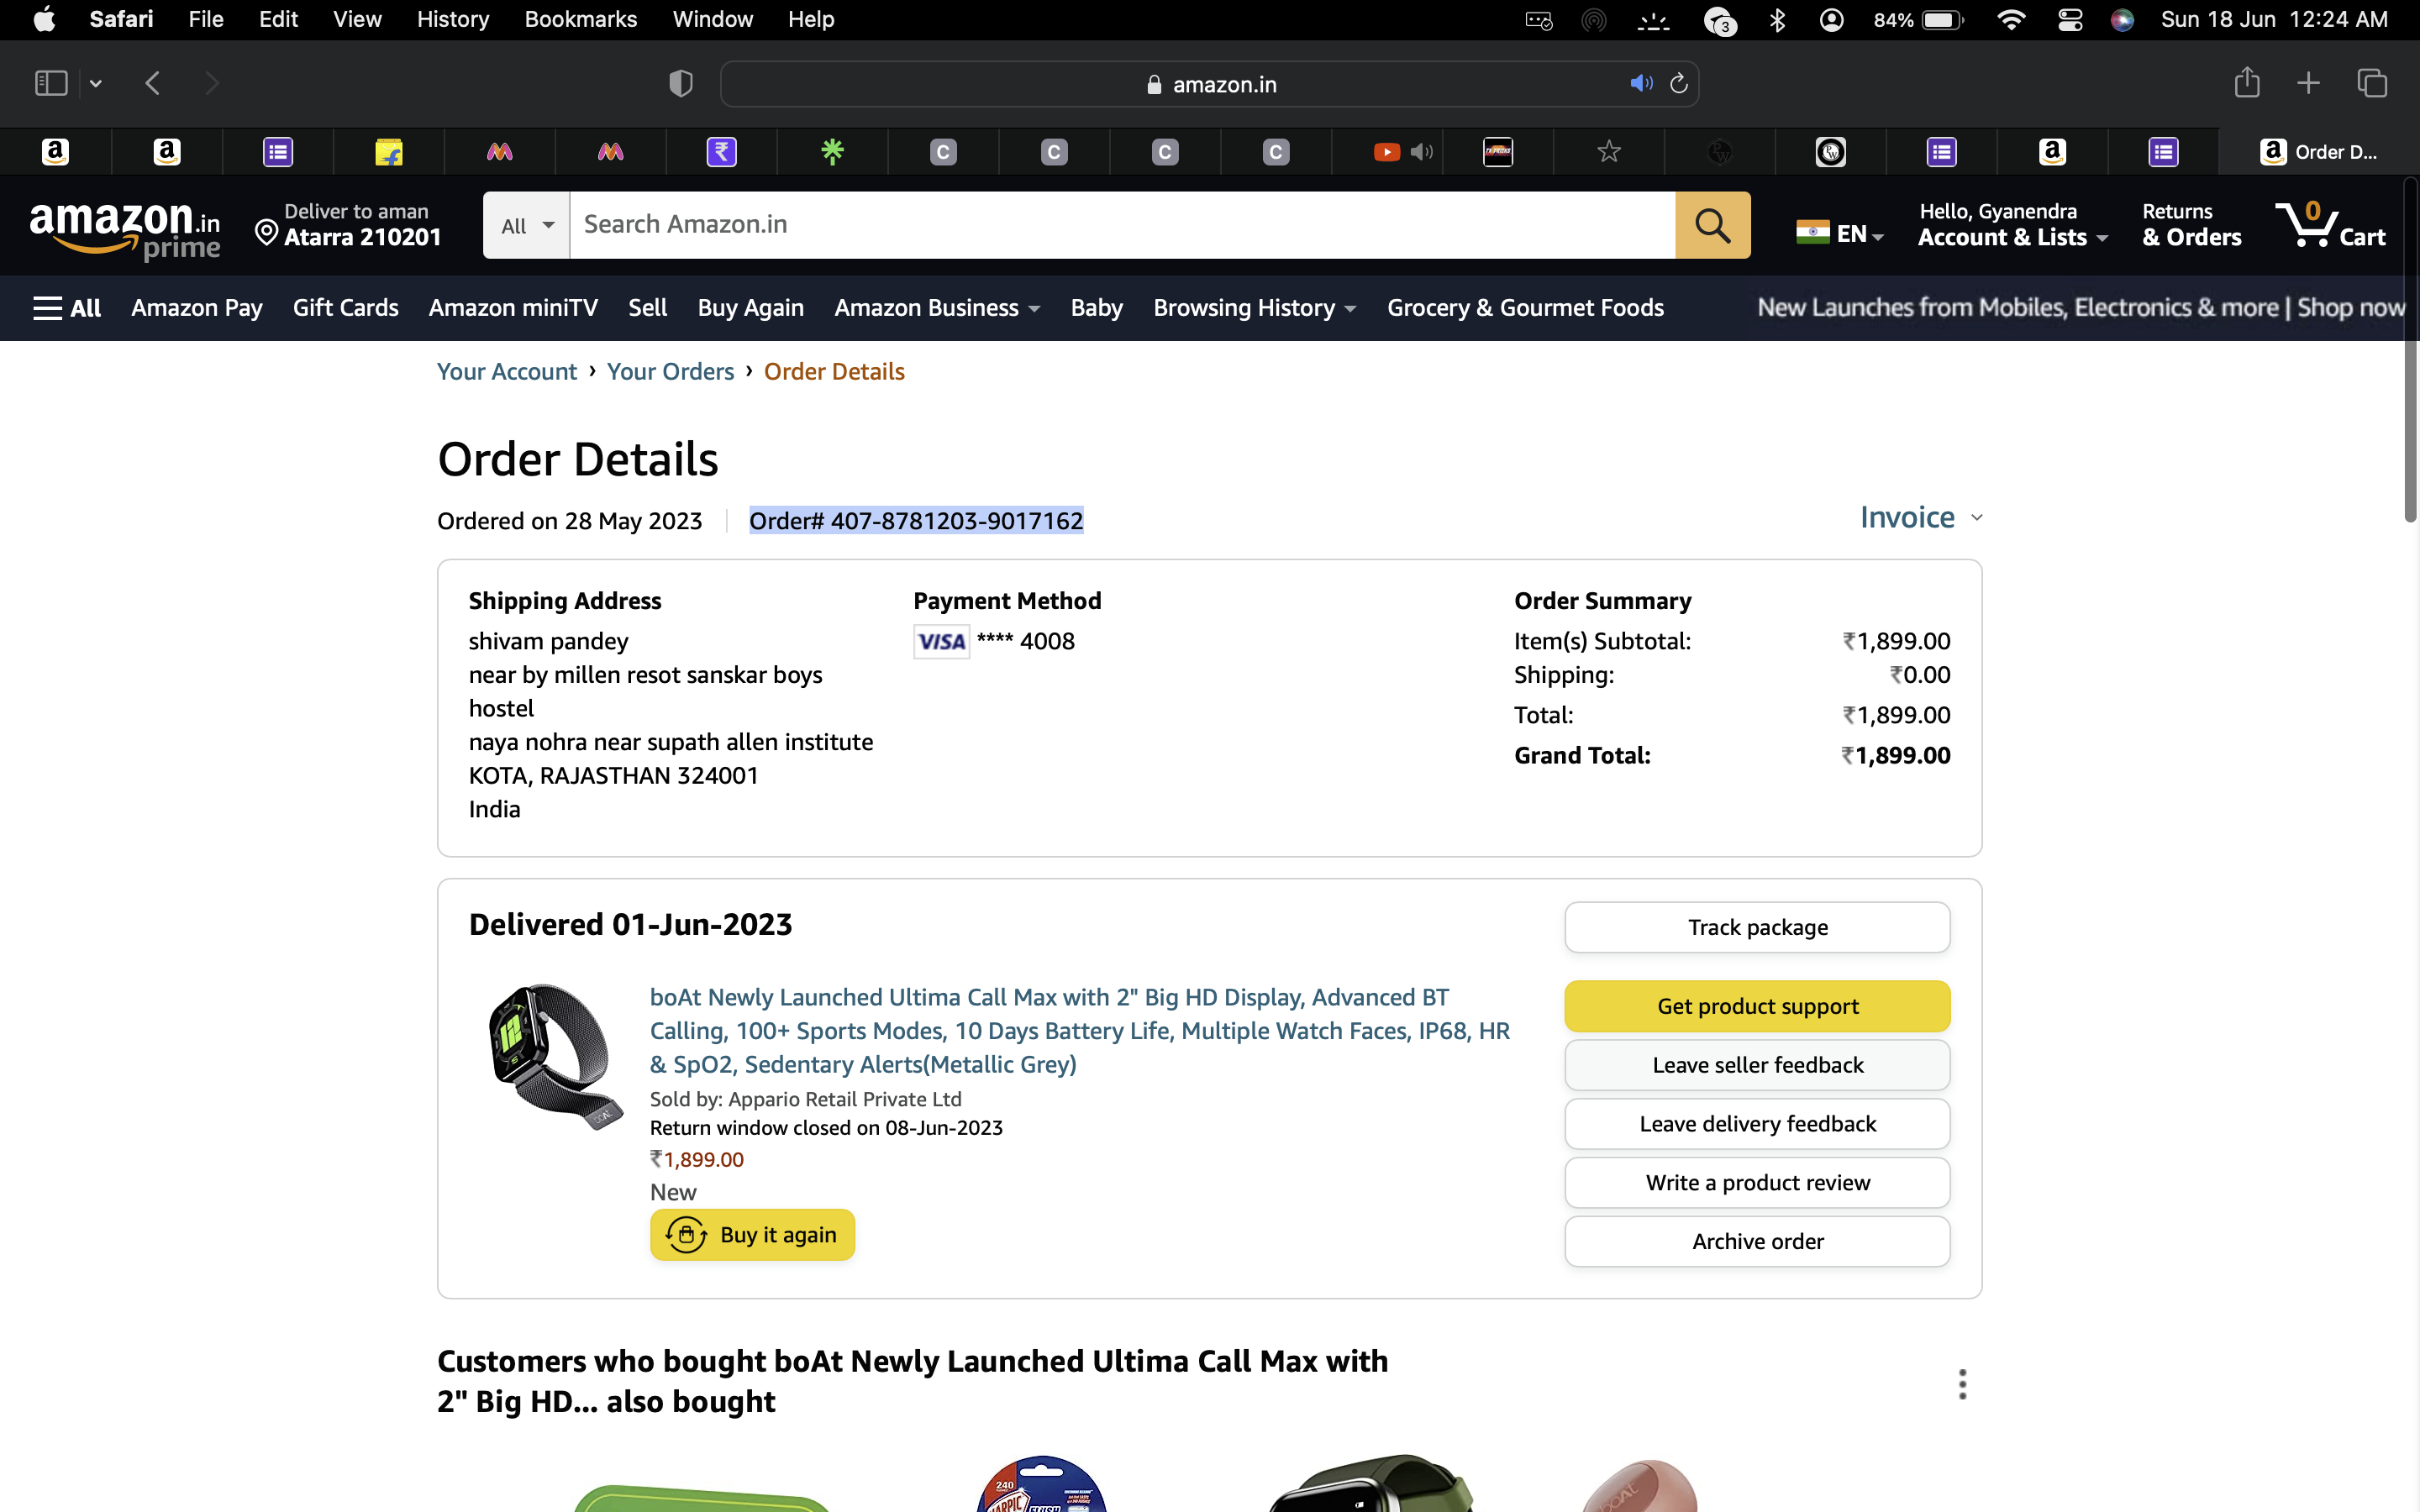 Safari File Edit View History Bookmarks Window Help 3 84% Sun 18 Jun 12:24 AM
amazon.in
a a f ₹ C C C C PW a a Order D...
amazon.in prime
Deliver to aman
Atarra 210201
All Search Amazon.in
EN
Hello, Gyanendra
Account & Lists
Returns
& Orders
0
Cart
All Amazon Pay Gift Cards Amazon miniTV Sell Buy Again Amazon Business Baby Browsing History Grocery & Gourmet Foods New Launches from Mobiles, Electronics & more | Shop now
Your Account › Your Orders › Order Details
Order Details
Ordered on 28 May 2023 Order# 407-8781203-9017162
Invoice
Shipping Address
shivam pandey
near by millen resot sanskar boys
hostel
naya nohra near supath allen institute
KOTA, RAJASTHAN 324001
India
Payment Method
VISA **** 4008
Order Summary
Item(s) Subtotal: ₹1,899.00
Shipping: ₹0.00
Total: ₹1,899.00
Grand Total: ₹1,899.00
Delivered 01-Jun-2023
boAt Newly Launched Ultima Call Max with 2" Big HD Display, Advanced BT
Calling, 100+ Sports Modes, 10 Days Battery Life, Multiple Watch Faces, IP68, HR
& SpO2, Sedentary Alerts(Metallic Grey)
Sold by: Appario Retail Private Ltd
Return window closed on 08-Jun-2023
₹1,899.00
New
Buy it again
Track package
Get product support
Leave seller feedback
Leave delivery feedback
Write a product review
Archive order
Customers who bought boAt Newly Launched Ultima Call Max with
2" Big HD... also bought
240
HARPIC
FLUSH
boAt